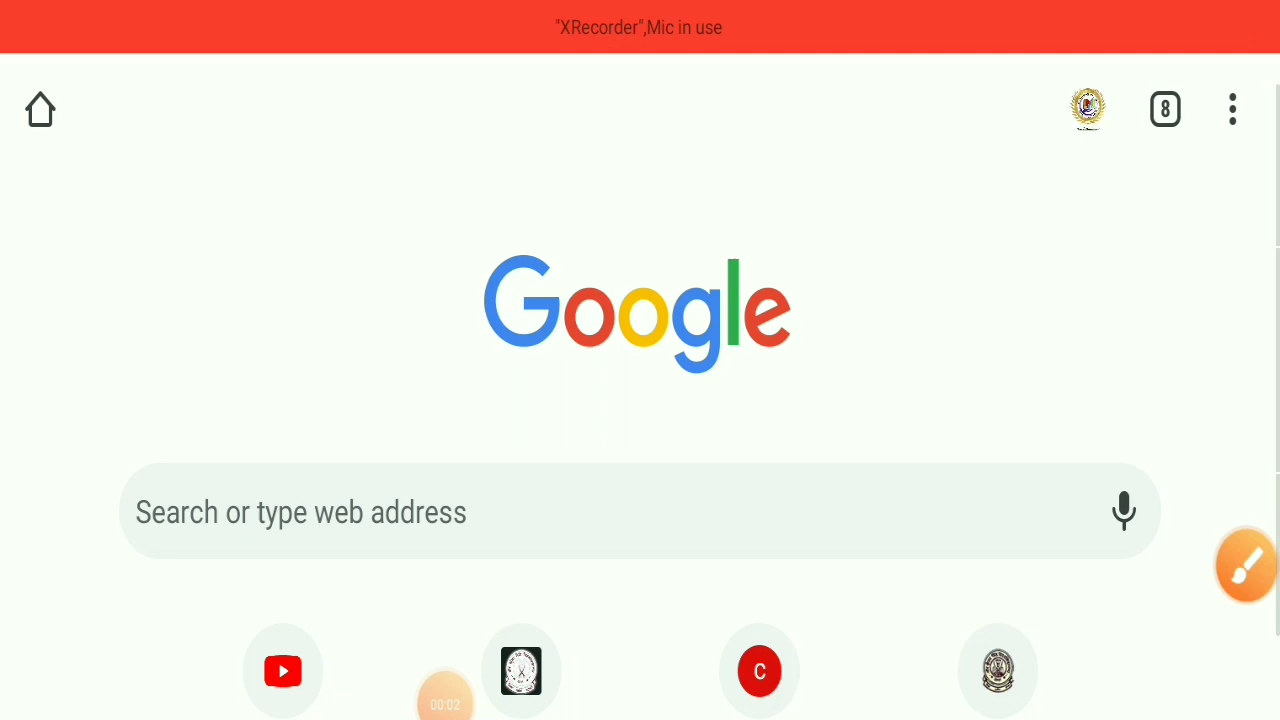 "XRecorder",Mic in use
8
Google
Search or type web address
C
00:02